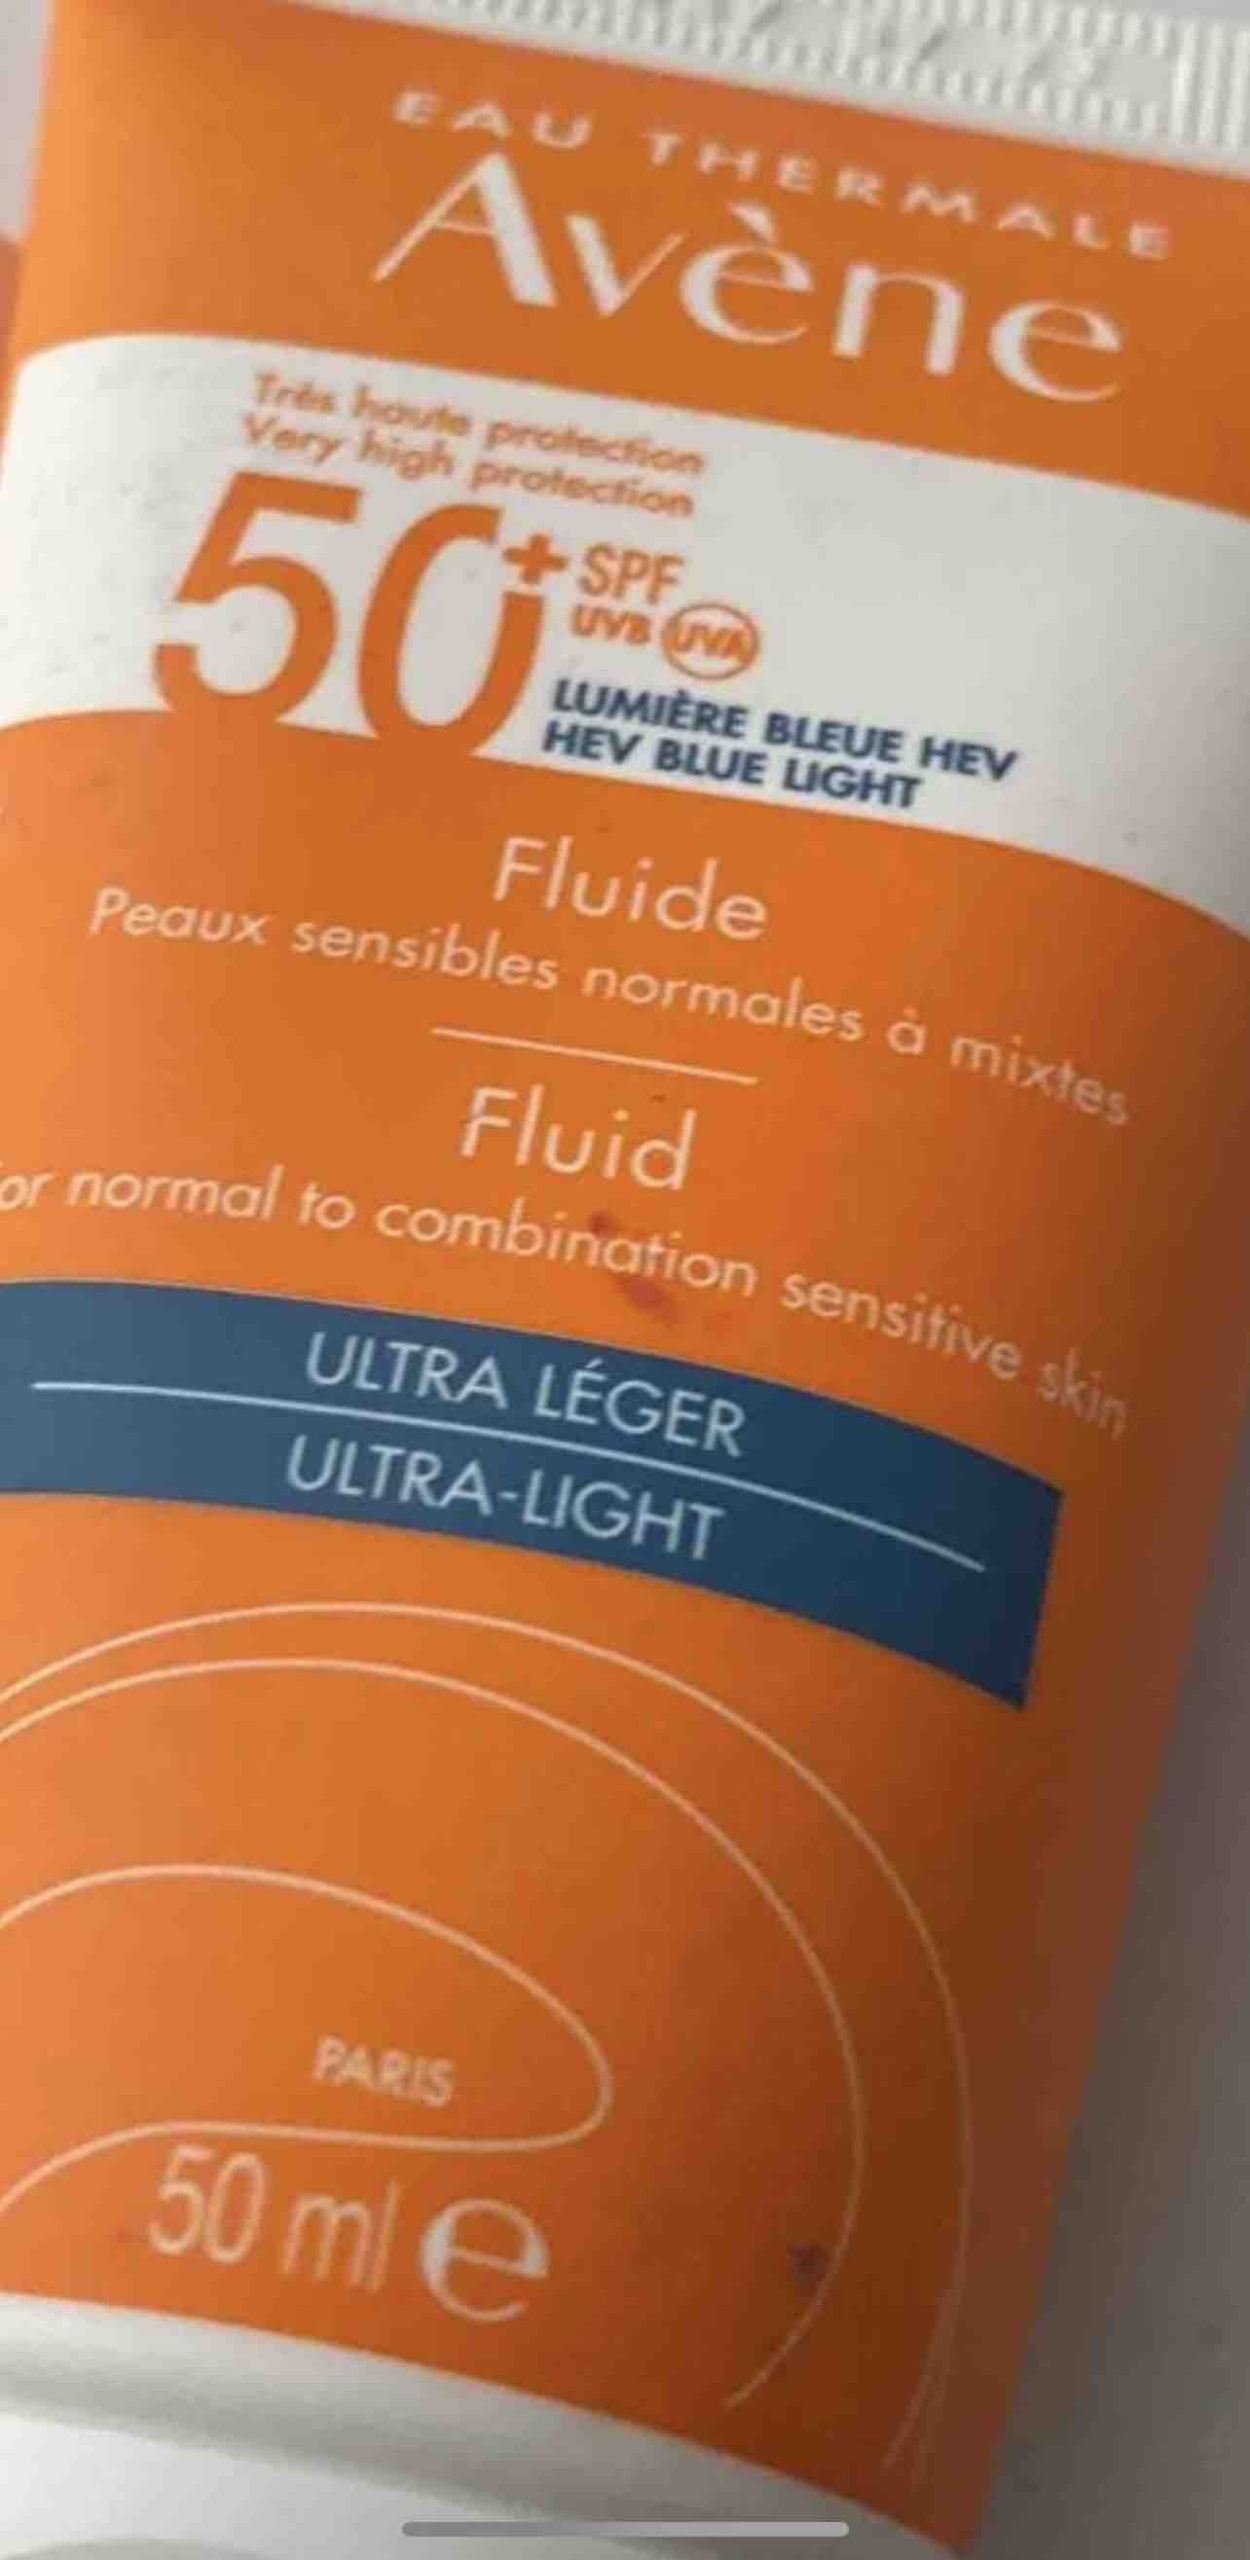 EAU THERMALE
Avène
Très haute protection
Very high protection
50+ SPF
UVB UVA
LUMIÈRE BLEUE HEV
HEV BLUE LIGHT
Fluide
Peaux sensibles normales à mixtes
Fluid
or normal to combination sensitive skin
ULTRA LÉGER
ULTRA-LIGHT
PARIS
50 ml e